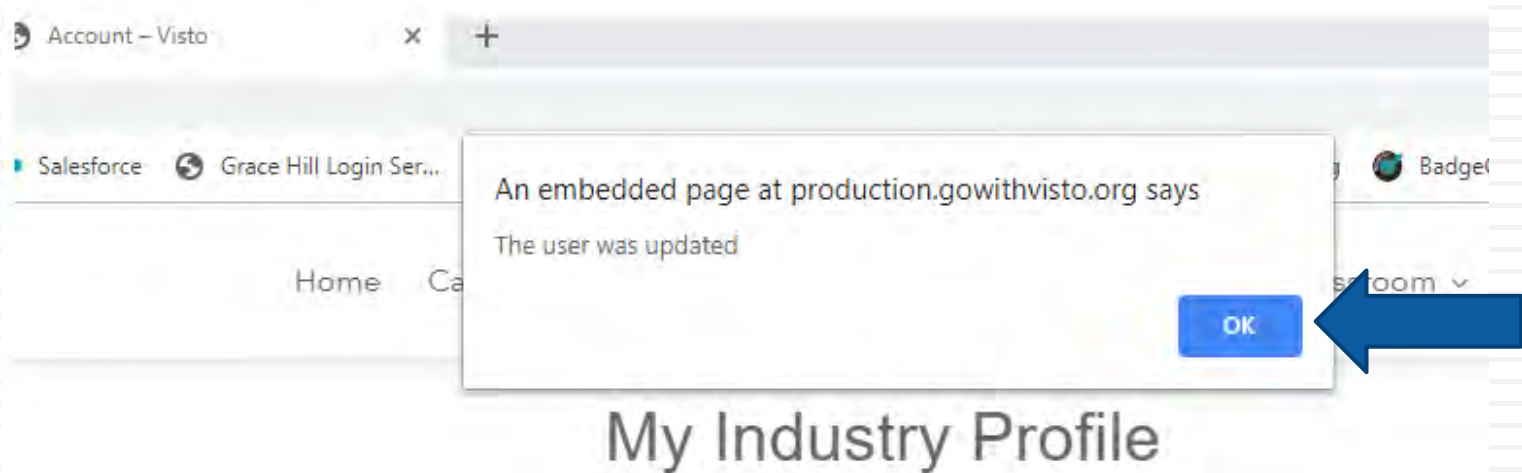 Account – Visto
Salesforce Grace Hill Login Ser...
An embedded page at production.gowithvisto.org says
The user was updated
OK
Home
My Industry Profile